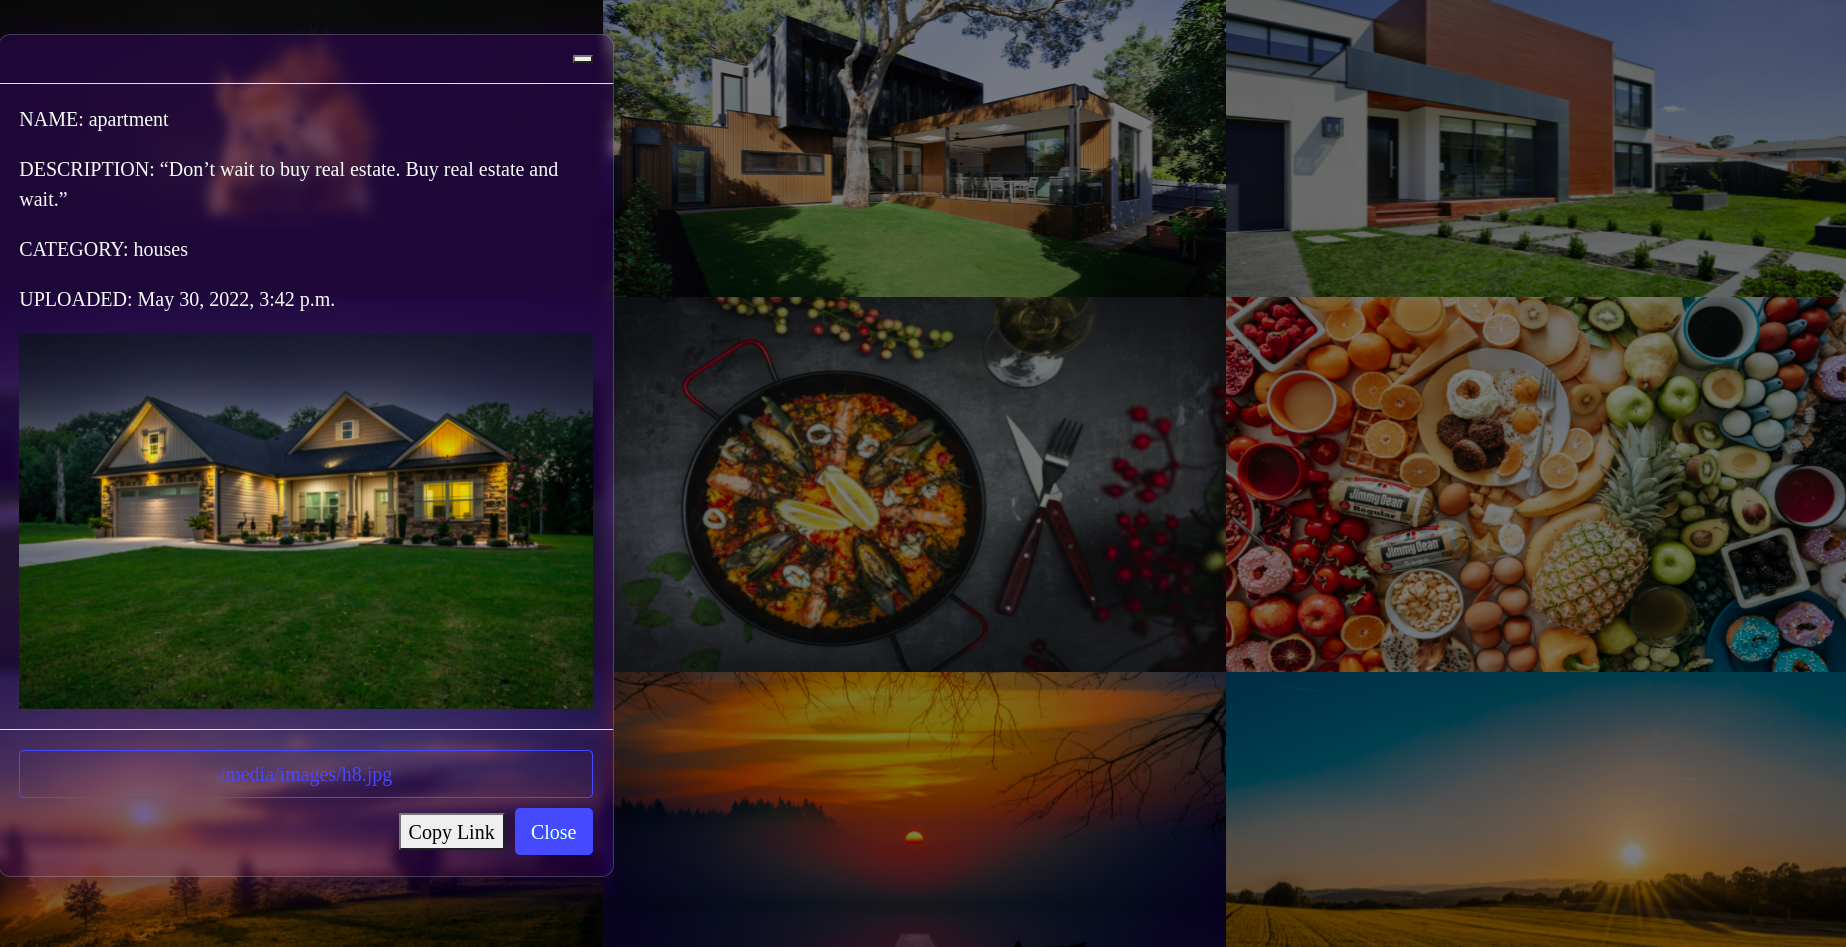 NAME: apartment
DESCRIPTION: “Don’t wait to buy real estate. Buy real estate and
wait.”
CATEGORY: houses
UPLOADED: May 30, 2022, 3:42 p.m.
/media/images/h8.jpg
Copy Link
Close
Jimmy Dean
Regular
Jimmy Dean